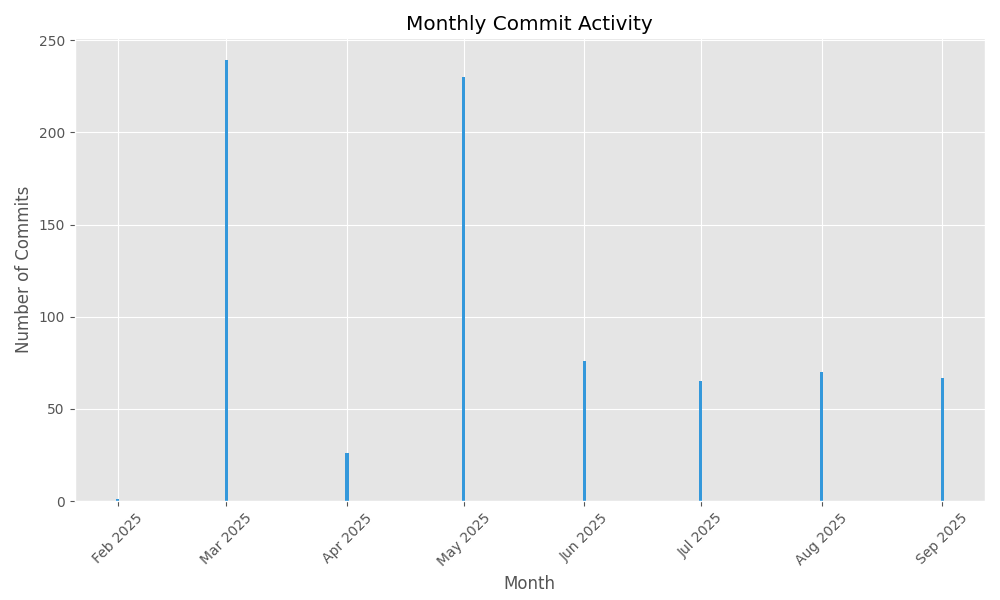 Monthly Commit Activity
250
200
150
100
50
0
Number of Commits
Feb 2025
Mar 2025
Apr 2025
May 2025
Jun 2025
Jul 2025
Aug 2025
Sep 2025
Month